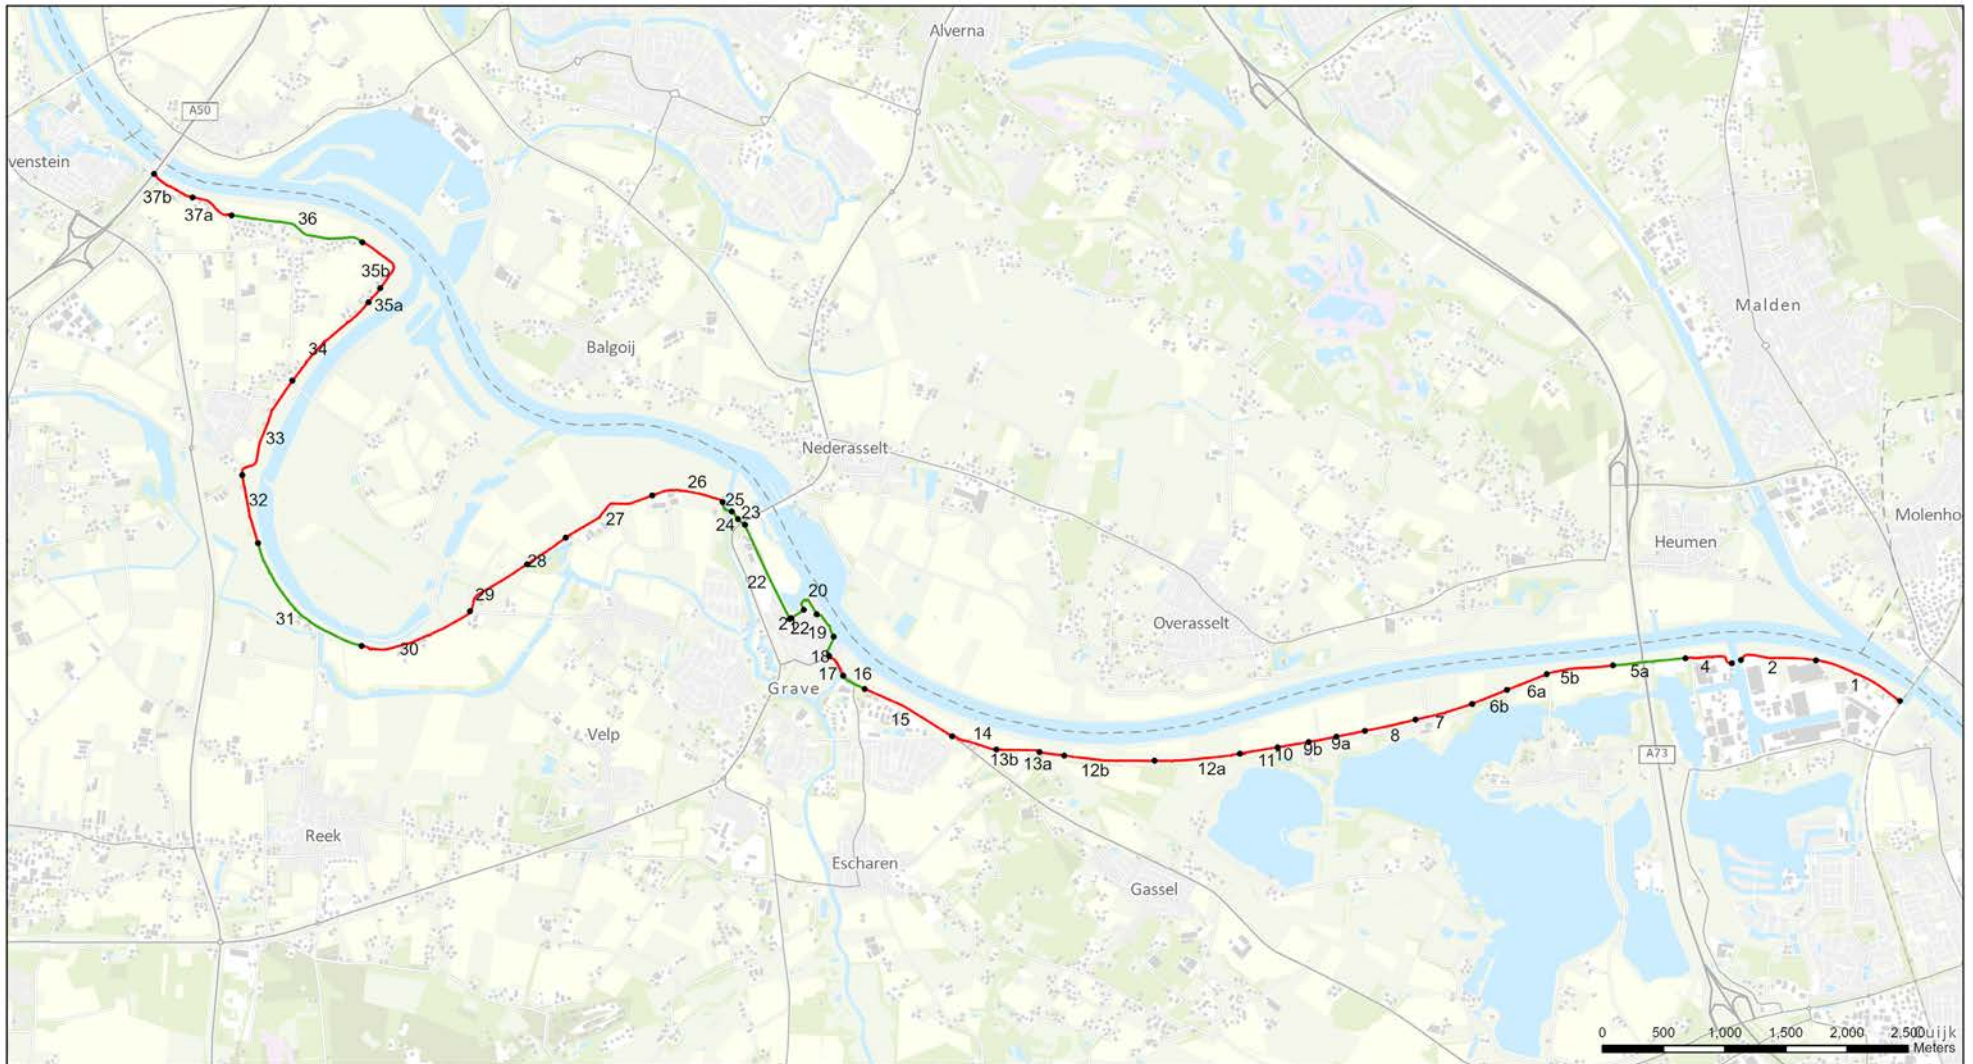 Alverna
A50
venstein
37b
37a
36
35b
35a
34
Malden
Balgoij
33
Nederasselt
32
26
25
23
24
27
Molenho
Heumen
28
22
29
20
21
22
19
31
30
18
17
16
Overasselt
Grave
4
2
1
5a
5b
6a
6b
15
14
13b
13a
12b
12a
11
10
9b
9a
8
7
A73
Velp
Reek
Escharen
Gassel
0 500 1,000 1,500 2,000 2,500
uijk
Meters